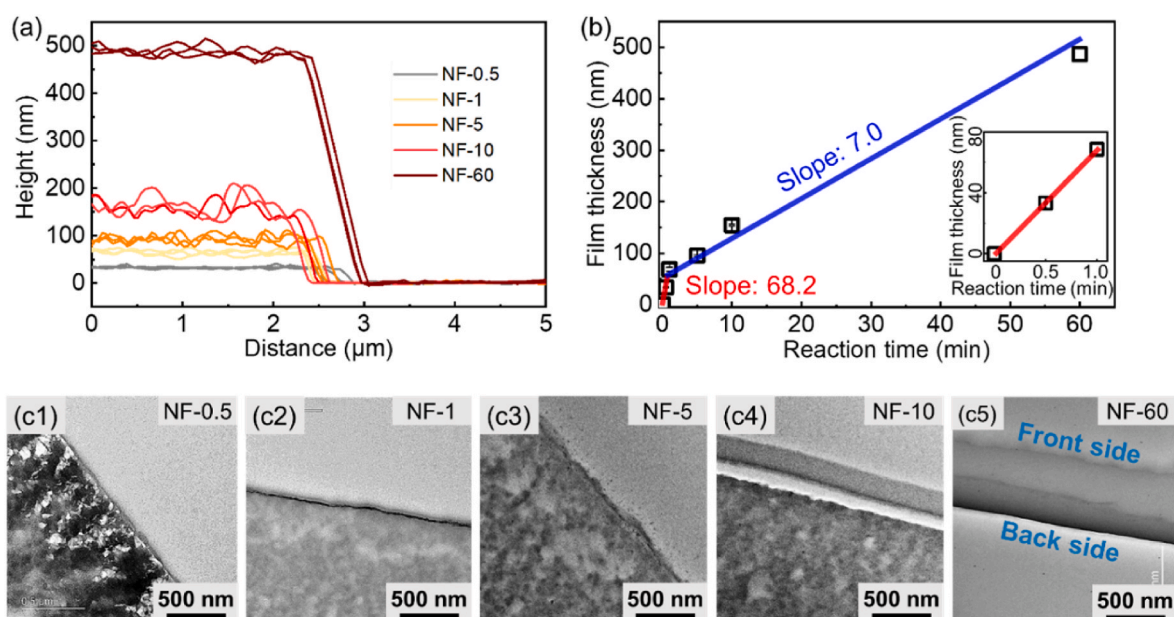 (a)
500
400
300
200
100
0
Height (nm)
NF-0.5
NF-1
NF-5
NF-10
NF-60
0
1
2
3
4
5
Distance (μm)
(b)
500
400
300
200
100
0
Film thickness (nm)
Slope: 7.0
Slope: 68.2
80
40
0
Film thickness (nm)
0
0.5
1.0
Reaction time (min)
0
10
20
30
40
50
60
Reaction time (min)
(c1)
NF-0.5
500 nm
(c2)
NF-1
500 nm
(c3)
NF-5
500 nm
(c4)
NF-10
500 nm
(c5)
NF-60
Front side
Back side
500 nm